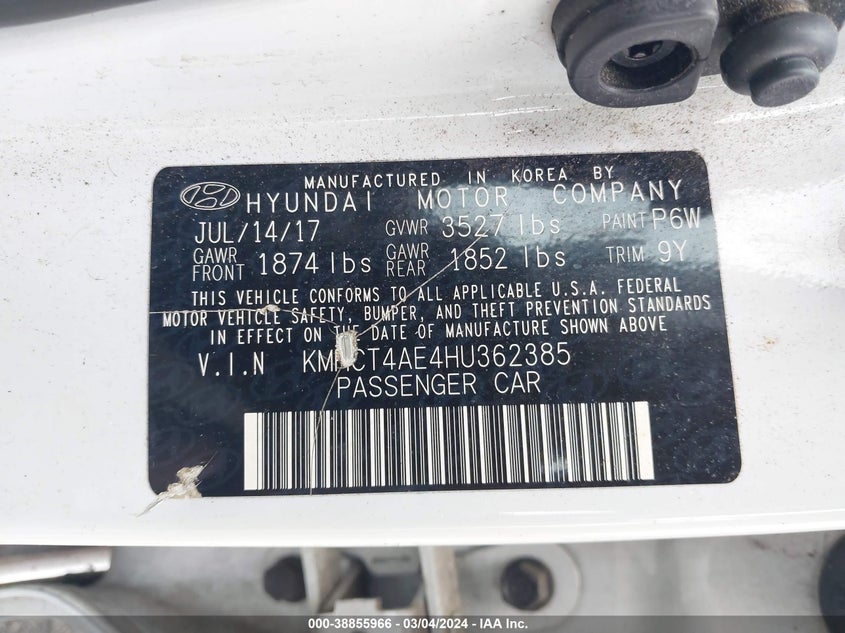 MANUFACTURED IN KOREA BY
HYUNDAI MOTOR COMPANY
JUL/14/17 GVWR 3527 lbs PAINT P6W
GAWR FRONT 1874 lbs GAWR REAR 1852 lbs TRIM 9Y
THIS VEHICLE CONFORMS TO ALL APPLICABLE U.S.A. FEDERAL
MOTOR VEHICLE SAFETY, BUMPER, AND THEFT PREVENTION STANDARDS
IN EFFECT ON THE DATE OF MANUFACTURE SHOWN ABOVE
V.I.N KMHCT4AE4HU362385
PASSENGER CAR
000-38855966 - 03/04/2024 - IAA Inc.